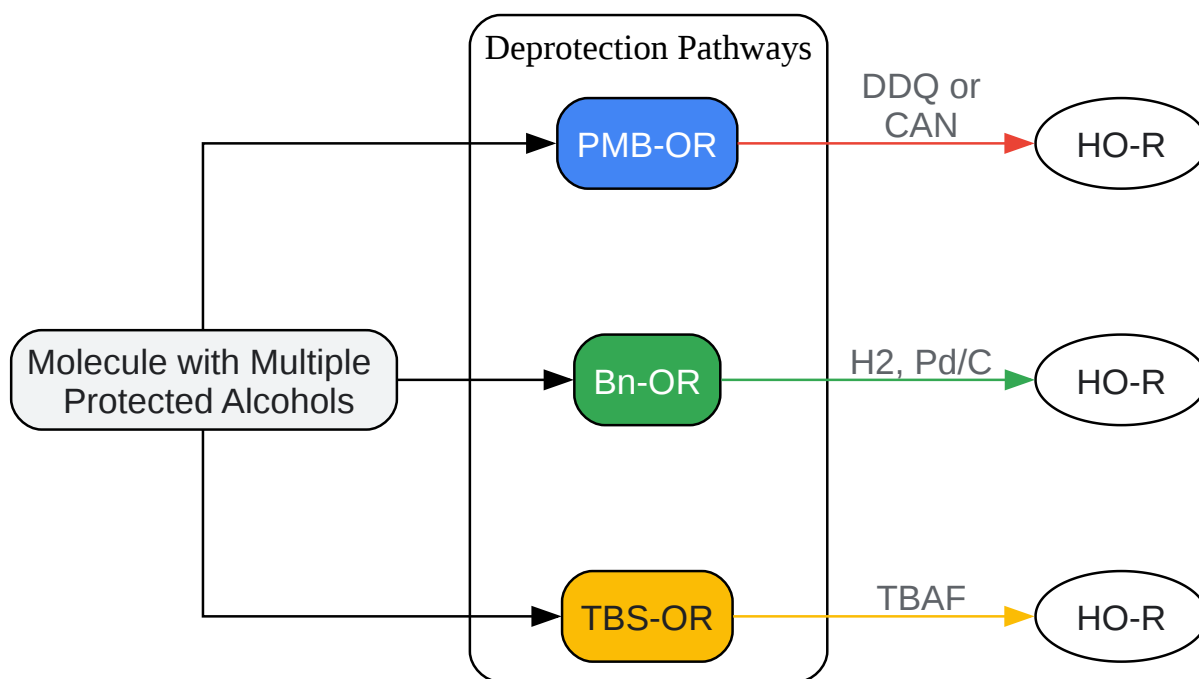 Deprotection Pathways
DDQ or
CAN
PMB-OR
HO-R
Molecule with Multiple
Protected Alcohols
Bn-OR
H2, Pd/C
HO-R
TBS-OR
TBAF
HO-R